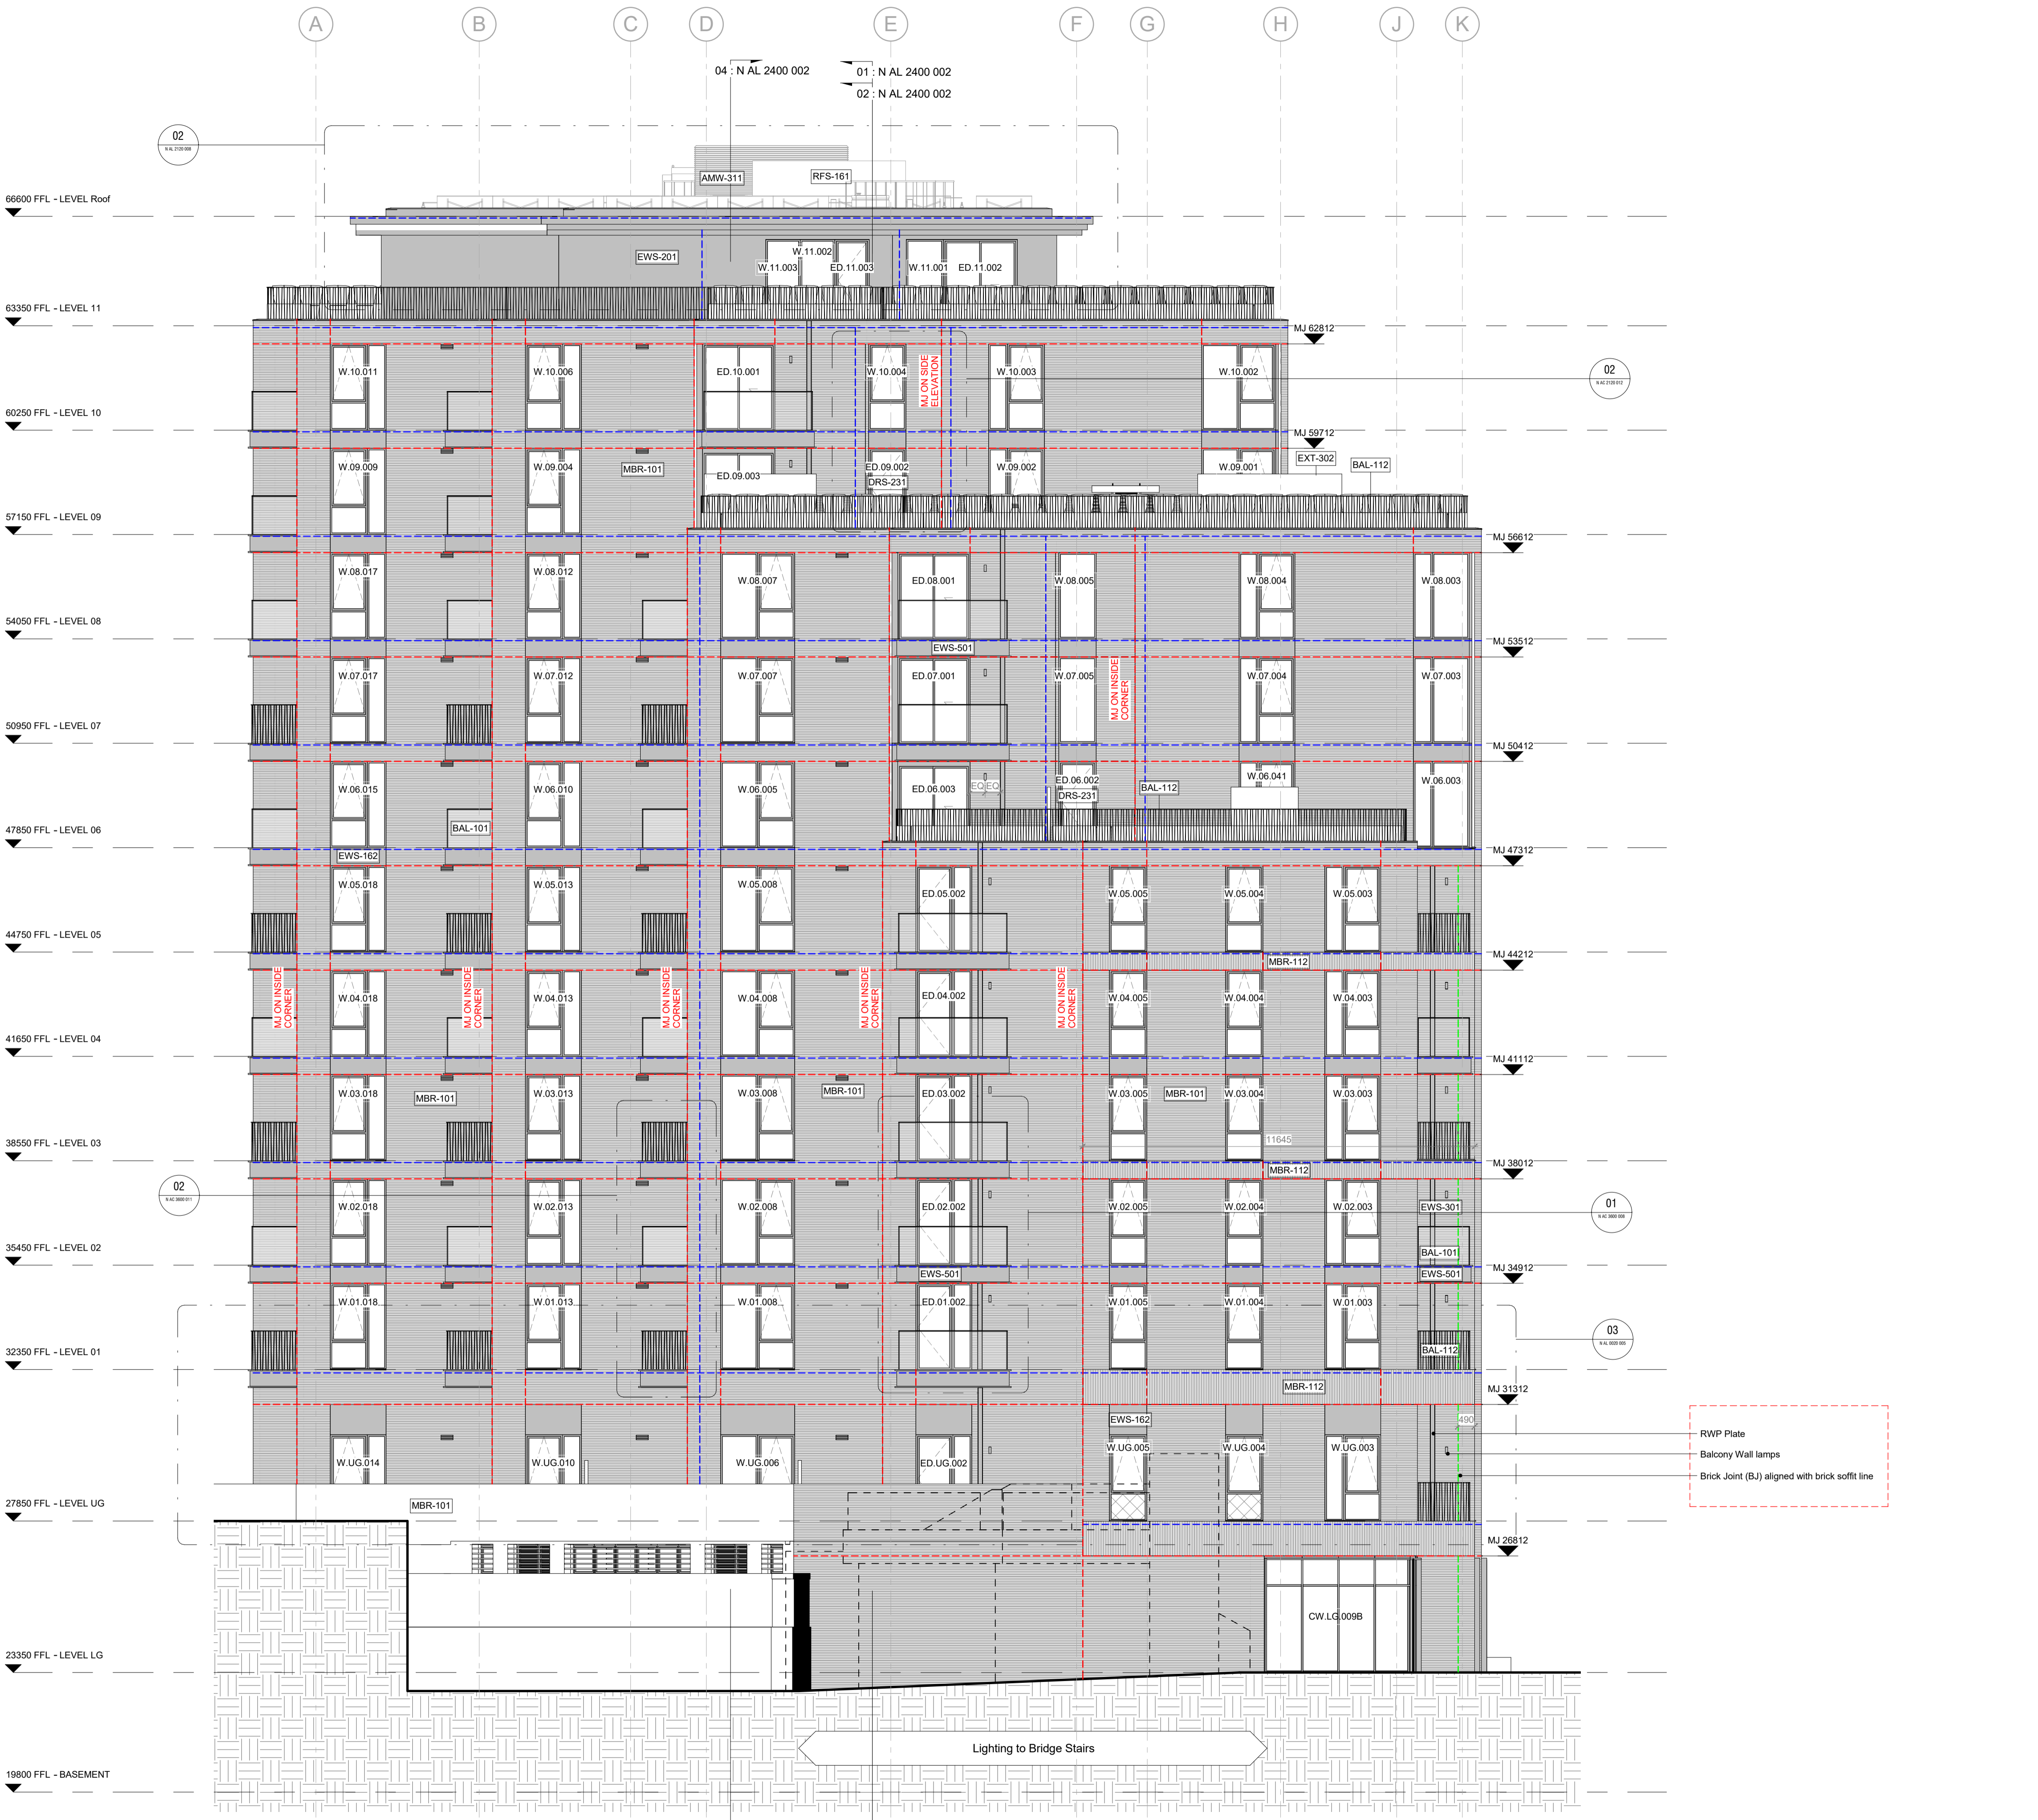 A B C D E F G H J K
04 : N AL 2400 002
01 : N AL 2400 002
02 : N AL 2400 002
02
N AL 2120 008
AMW-311
RFS-161
66600 FFL - LEVEL Roof
EWS-201
W.11.003
W.11.002
ED.11.003
W.11.001
ED.11.002
63350 FFL - LEVEL 11
MJ 62812
W.10.011
W.10.006
ED.10.001
W.10.004
MJ ON SIDE
ELEVATION
W.10.003
W.10.002
02
N AC 2120 012
60250 FFL - LEVEL 10
MJ 59712
W.09.009
W.09.004
MBR-101
ED.09.003
ED.09.002
DRS-231
W.09.002
W.09.001
EXT-302
BAL-112
57150 FFL - LEVEL 09
MJ 56612
W.08.017
W.08.012
W.08.007
ED.08.001
W.08.005
W.08.004
W.08.003
54050 FFL - LEVEL 08
EWS-501
MJ 53512
W.07.017
W.07.012
W.07.007
ED.07.001
W.07.005
MJ ON INSIDE
CORNER
W.07.004
W.07.003
50950 FFL - LEVEL 07
MJ 50412
W.06.015
W.06.010
W.06.005
ED.06.003
EQ EQ
ED.06.002
DRS-231
BAL-112
W.06.041
W.06.003
47850 FFL - LEVEL 06
BAL-101
EWS-162
MJ 47312
W.05.018
W.05.013
W.05.008
ED.05.002
W.05.005
W.05.004
W.05.003
44750 FFL - LEVEL 05
MJ 44212
MBR-112
MJ ON INSIDE
CORNER
MJ ON INSIDE
CORNER
MJ ON INSIDE
CORNER
MJ ON INSIDE
CORNER
MJ ON INSIDE
CORNER
W.04.018
W.04.013
W.04.008
ED.04.002
W.04.005
W.04.004
W.04.003
41650 FFL - LEVEL 04
MJ 41112
W.03.018
MBR-101
W.03.013
W.03.008
MBR-101
ED.03.002
W.03.005
MBR-101
W.03.004
W.03.003
11645
38550 FFL - LEVEL 03
MBR-112
MJ 38012
02
N AC 3600 011
W.02.018
W.02.013
W.02.008
ED.02.002
W.02.005
W.02.004
W.02.003
EWS-301
01
N AC 3600 008
35450 FFL - LEVEL 02
BAL-101
EWS-501
EWS-501
MJ 34912
W.01.018
W.01.013
W.01.008
ED.01.002
W.01.005
W.01.004
W.01.003
03
N AL 0020 005
32350 FFL - LEVEL 01
BAL-112
MBR-112
MJ 31312
EWS-162
490
W.UG.014
W.UG.010
W.UG.006
ED.UG.002
W.UG.005
W.UG.004
W.UG.003
RWP Plate
Balcony Wall lamps
Brick Joint (BJ) aligned with brick soffit line
27850 FFL - LEVEL UG
MBR-101
MJ 26812
CW.LG.009B
23350 FFL - LEVEL LG
Lighting to Bridge Stairs
19800 FFL - BASEMENT